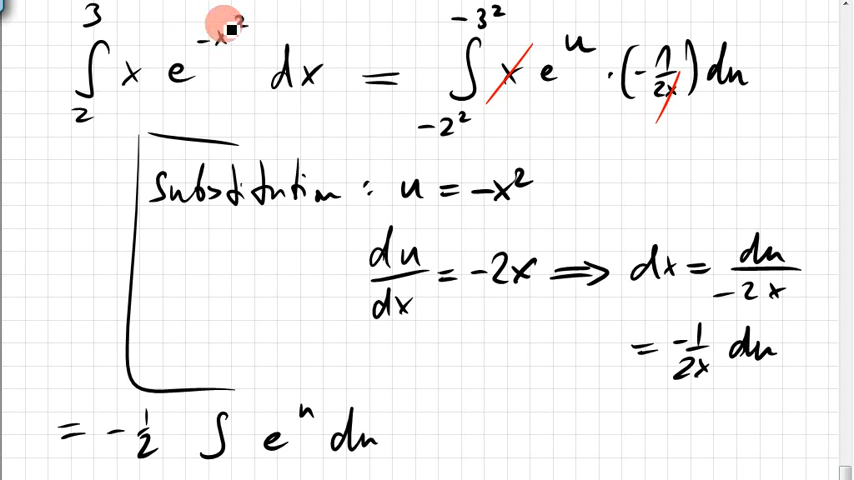 ∫₂³ x e^(-x²) dx = ∫_(-2²)^(-3²) x e^u · (-1/2x) du
Substitution : u = -x²
du/dx = -2x ⟹ dx = du/-2x
= -1/2x du
= -1/2 ∫ e^u du